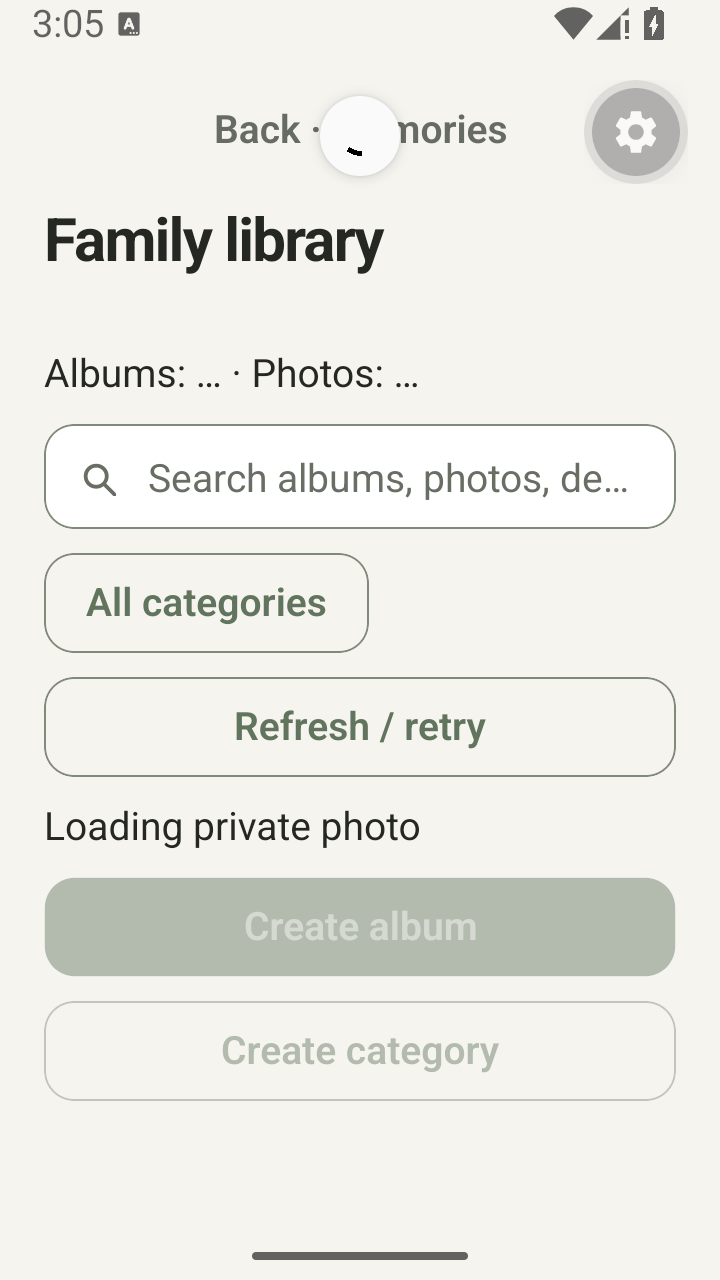 3:05
Back ·
Family library
Albums: … · Photos: …
Search albums, photos, de…
All categories
Refresh / retry
Loading private photo
Create album
Create category